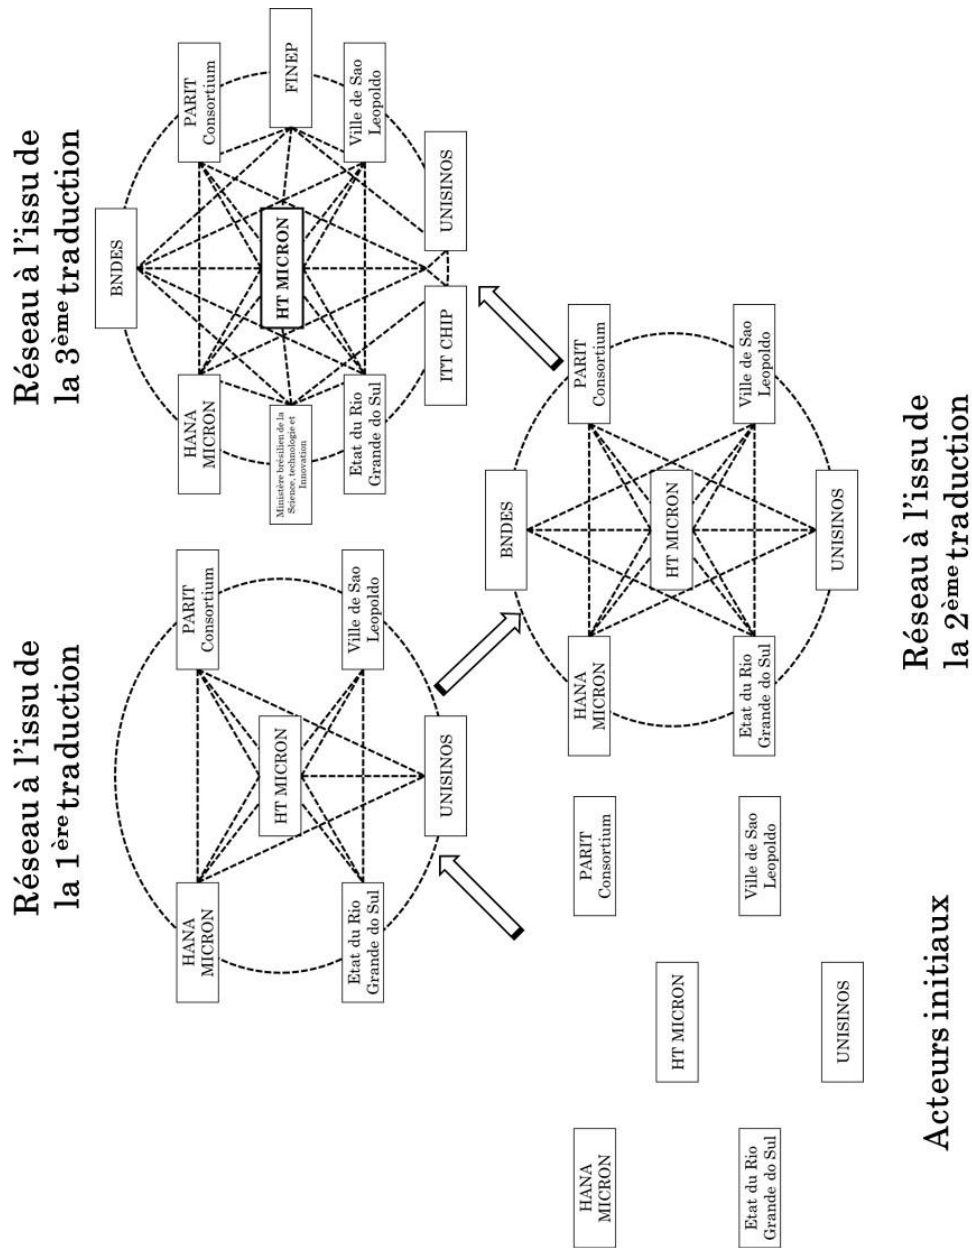 Réseau à l'issu de
la 1ère traduction
HANA
MICRON
PARIT
Consortium
HT MICRON
Etat du Rio
Grande do Sul
Ville de Sao
Leopoldo
UNISINOS
Réseau à l'issu de
la 3ème traduction
BNDES
HANA
MICRON
PARIT
Consortium
Ministère brésilien de la
Science, technologie et
Innovation
HT MICRON
FINEP
Etat du Rio
Grande do Sul
Ville de Sao
Leopoldo
ITT CHIP
UNISINOS
HANA
MICRON
PARIT
Consortium
HT MICRON
Etat du Rio
Grande do Sul
Ville de Sao
Leopoldo
UNISINOS
Acteurs initiaux
BNDES
HANA
MICRON
PARIT
Consortium
HT MICRON
Etat du Rio
Grande do Sul
Ville de Sao
Leopoldo
UNISINOS
Réseau à l'issu de
la 2ème traduction